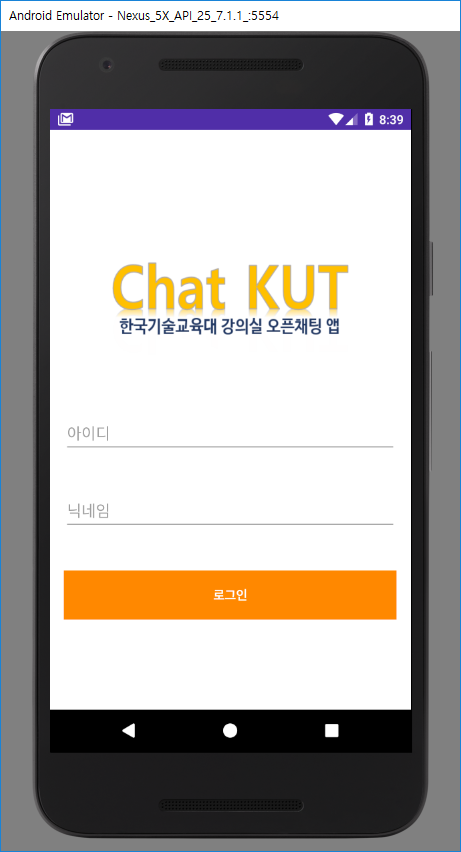 Android Emulator - Nexus_5X_API_25_7.1.1_:5554
8:39
Chat KUT
한국기술교육대 강의실 오픈채팅 앱
아이디
닉네임
로그인